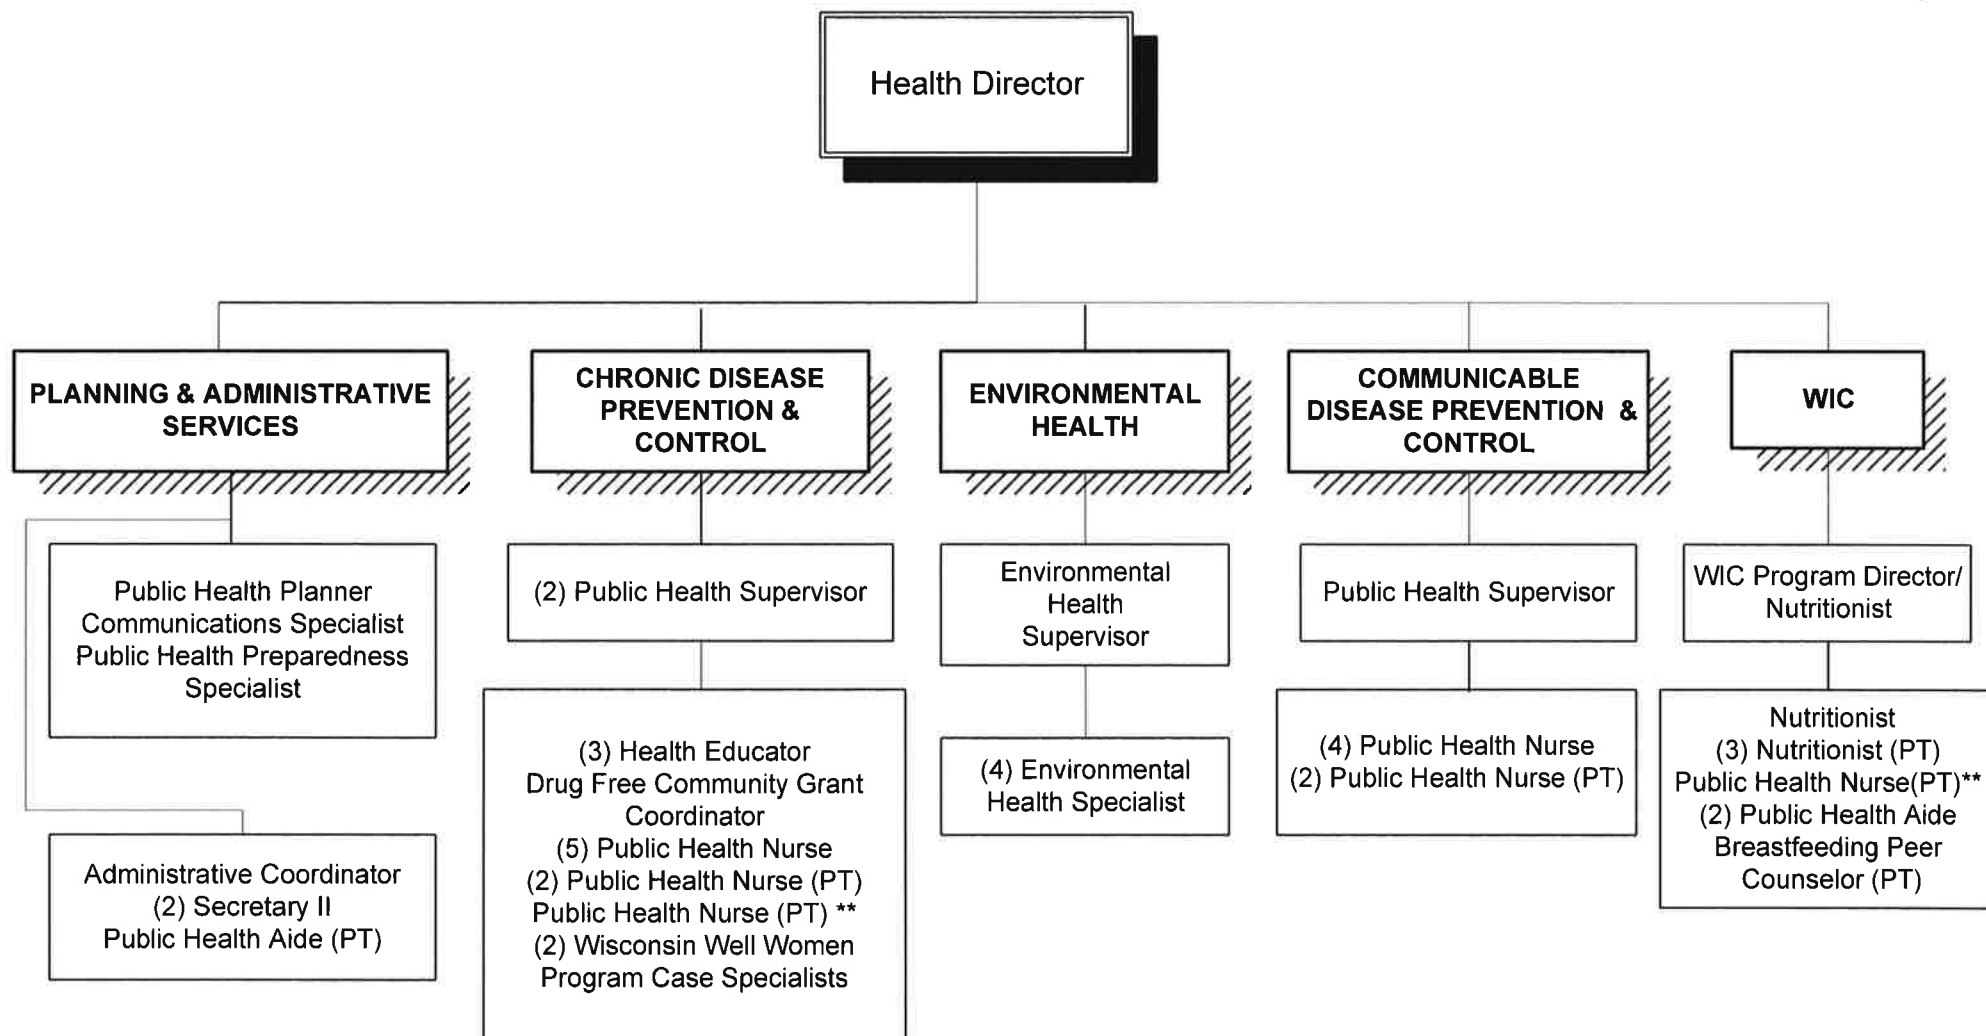 Health Director
PLANNING & ADMINISTRATIVE
SERVICES
CHRONIC DISEASE
PREVENTION &
CONTROL
ENVIRONMENTAL
HEALTH
COMMUNICABLE
DISEASE PREVENTION &
CONTROL
WIC
Public Health Planner
Communications Specialist
Public Health Preparedness
Specialist
Administrative Coordinator
(2) Secretary II
Public Health Aide (PT)
(2) Public Health Supervisor
(3) Health Educator
Drug Free Community Grant
Coordinator
(5) Public Health Nurse
(2) Public Health Nurse (PT)
Public Health Nurse (PT) **
(2) Wisconsin Well Women
Program Case Specialists
Environmental
Health
Supervisor
(4) Environmental
Health Specialist
Public Health Supervisor
(4) Public Health Nurse
(2) Public Health Nurse (PT)
WIC Program Director/
Nutritionist
Nutritionist
(3) Nutritionist (PT)
Public Health Nurse(PT)**
(2) Public Health Aide
Breastfeeding Peer
Counselor (PT)